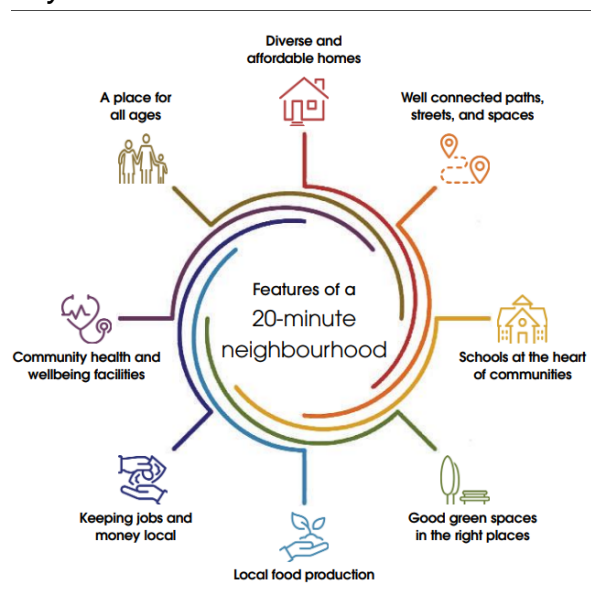 Diverse and
affordable homes
Well connected paths,
streets, and spaces
Schools at the heart
of communities
Good green spaces
in the right places
Local food production
Keeping jobs and
money local
Community health and
wellbeing facilities
A place for
all ages
Features of a
20-minute
neighbourhood